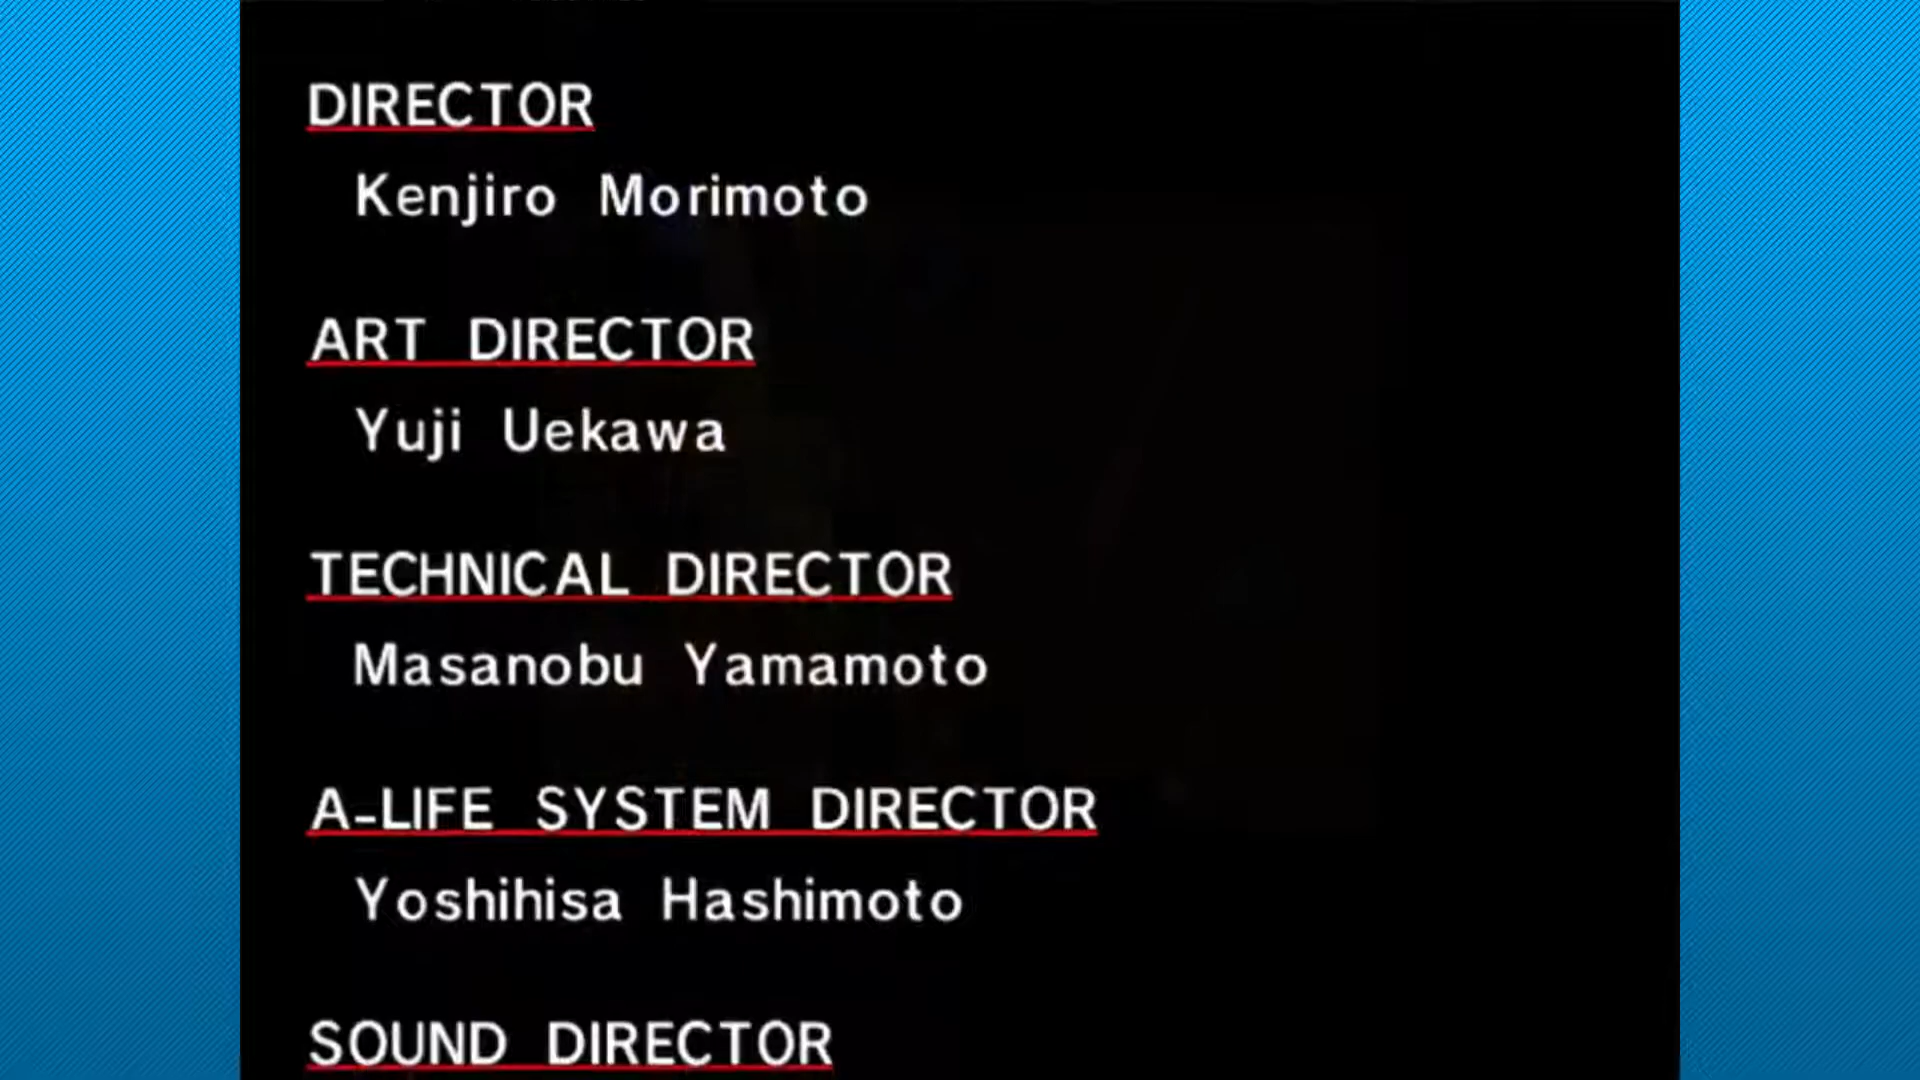 DIRECTOR
Kenjiro Morimoto
ART DIRECTOR
Yuji Uekawa
TECHNICAL DIRECTOR
Masanobu Yamamoto
A-LIFE SYSTEM DIRECTOR
Yoshihisa Hashimoto
SOUND DIRECTOR